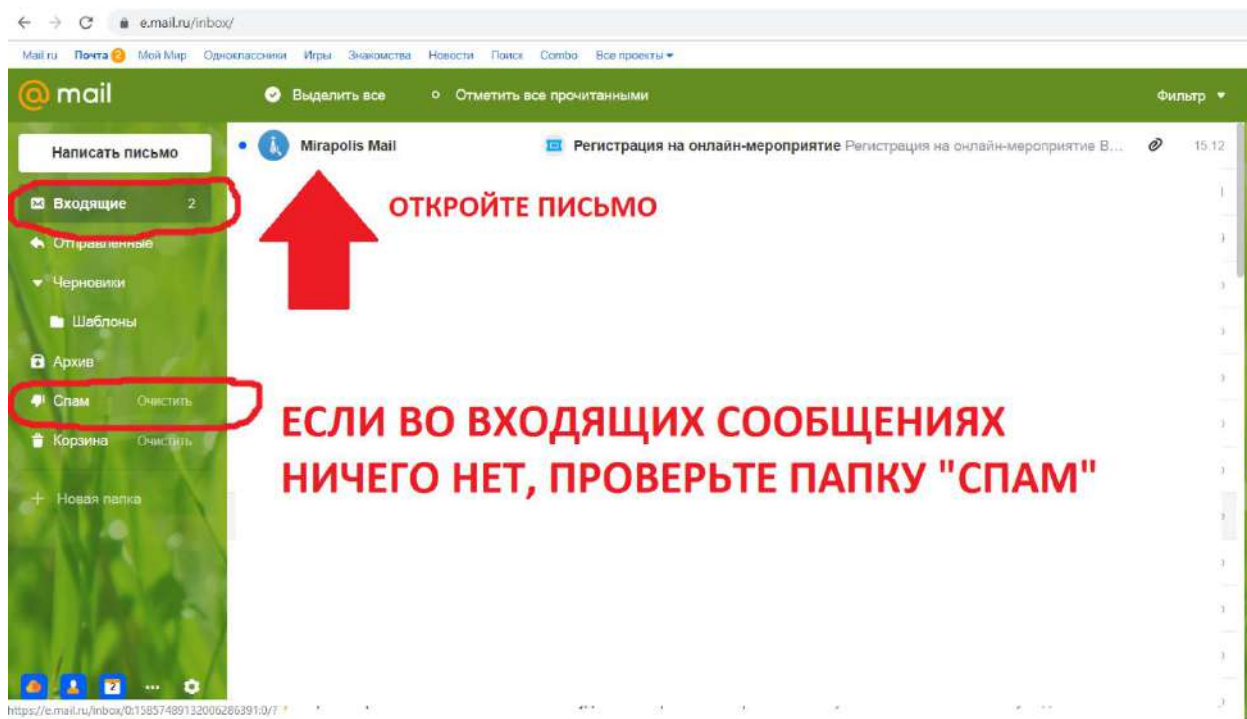 e.mail.ru/inbox/
Mail.ru Почта 2 Мой Мир Одноклассники Игры Знакомства Новости Поиск Combo Все проекты
@mail Выделить все Отметить все прочитанными Фильтр
Написать письмо
Mirapolis Mail Регистрация на онлайн-мероприятие Регистрация на онлайн-мероприятие В... 15:12
Входящие 2
ОТКРОЙТЕ ПИСЬМО
Отправленные
Черновики
Шаблоны
Архив
Спам Очистить
Корзина Очистить
ЕСЛИ ВО ВХОДЯЩИХ СООБЩЕНИЯХ
НИЧЕГО НЕТ, ПРОВЕРЬТЕ ПАПКУ "СПАМ"
Новая папка
2
https://e.mail.ru/inbox/0:15857489132006286391:0/?